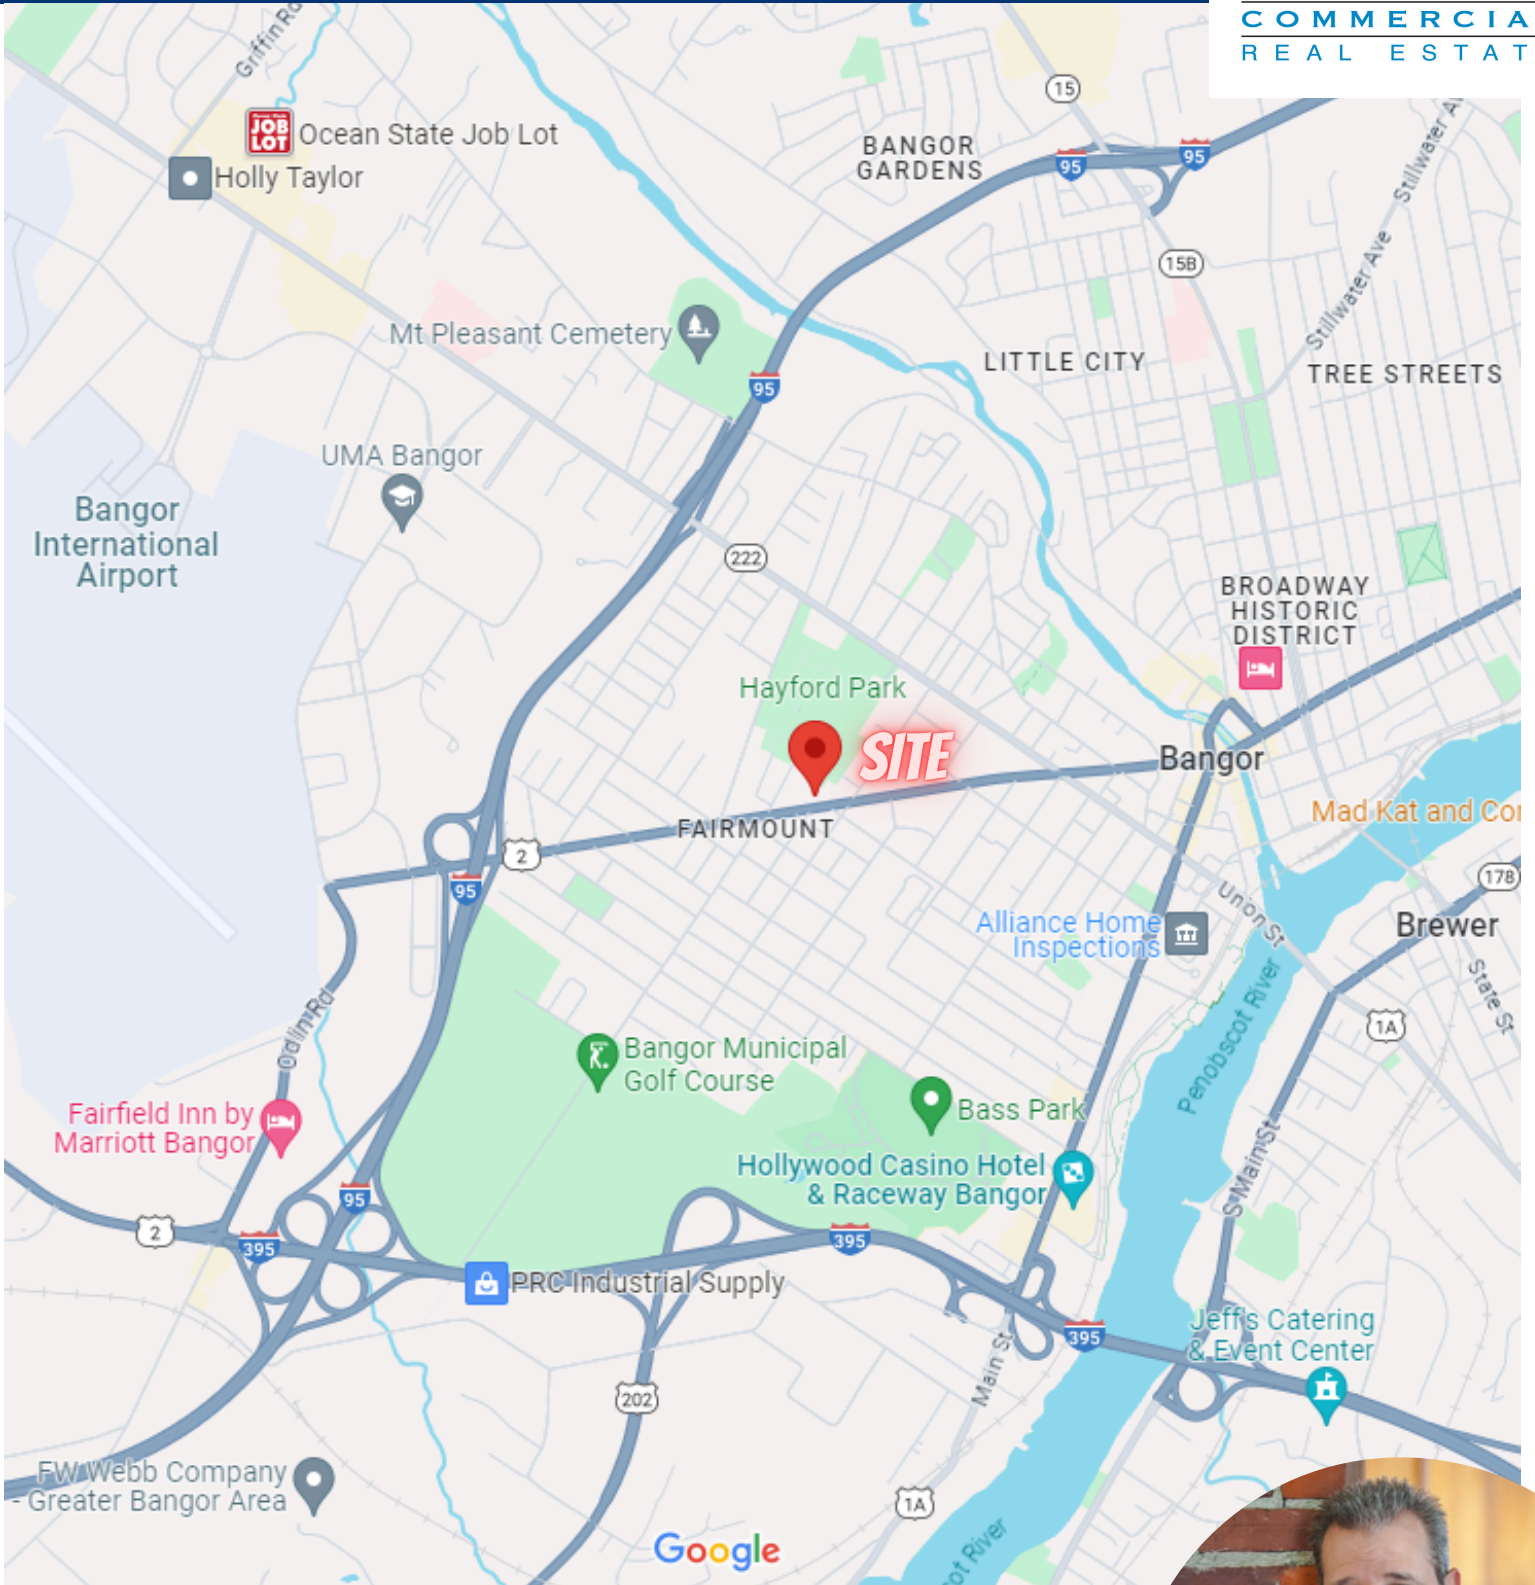 COMMERCIA
REAL ESTAT
Griffin Rd
JOB
LOT
Ocean State Job Lot
Holly Taylor
15
BANGOR
GARDENS
95
95
Stillwater Av
15B
Stillwater Ave
Mt Pleasant Cemetery
95
LITTLE CITY
TREE STREETS
UMA Bangor
Bangor
International
Airport
222
BROADWAY
HISTORIC
DISTRICT
Hayford Park
SITE
Bangor
Mad Kat and Cor
FAIRMOUNT
2
95
178
Union St
Alliance Home
Inspections
Brewer
State St
Odlin Rd
Penobscot River
1A
Bangor Municipal
Golf Course
Bass Park
Fairfield Inn by
Marriott Bangor
Hollywood Casino Hotel
& Raceway Bangor
S Main St
95
2
395
395
PRC Industrial Supply
395
Jeff's Catering
& Event Center
Main St
202
FW Webb Company
- Greater Bangor Area
1A
Google
cot River